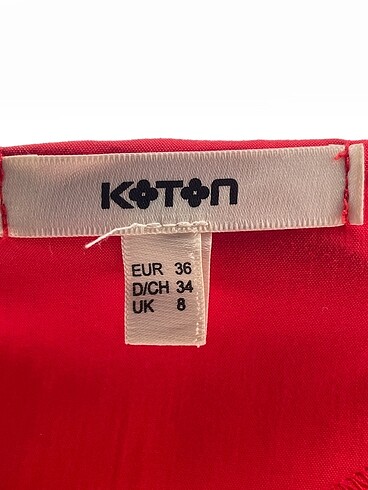 KOTON
EUR 36
D/CH 34
UK 8